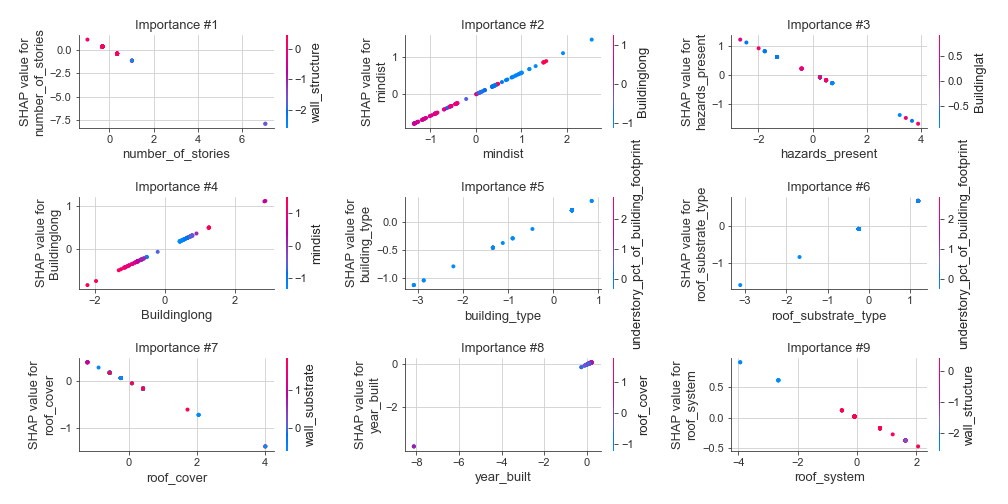 Importance #1
SHAP value for
number_of_stories
0.0
−2.5
−5.0
−7.5
0
2
4
6
number_of_stories
0
−1
−2
wall_structure
Importance #2
SHAP value for
mindist
1
0
−1
0
1
2
mindist
1
0
−1
Buildinglong
Importance #3
SHAP value for
hazards_present
1
0
−1
−2
0
2
4
hazards_present
0.5
0.0
−0.5
Buildinglat
Importance #4
SHAP value for
Buildinglong
1
0
−2
0
2
Buildinglong
1
0
−1
mindist
Importance #5
SHAP value for
building_type
0.0
−0.5
−1.0
−3
−2
−1
0
1
building_type
2
1
0
understory_pct_of_building_footprint
Importance #6
SHAP value for
roof_substrate_type
0
−1
−3
−2
−1
0
1
roof_substrate_type
2
1
0
understory_pct_of_building_footprint
Importance #7
SHAP value for
roof_cover
0
−1
0
2
4
roof_cover
1
0
wall_substrate
Importance #8
SHAP value for
year_built
0
−2
−8
−6
−4
−2
0
year_built
1
0
−1
roof_cover
Importance #9
SHAP value for
roof_system
0.5
0.0
−0.5
−4
−2
0
2
roof_system
0
−1
−2
wall_structure